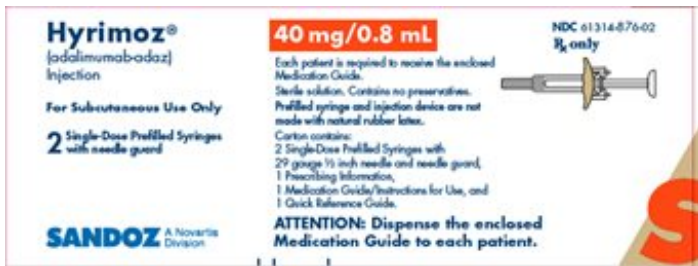 Hyrimoz®
(adalimumab-adaz)
Injection
For Subcutaneous Use Only
2 Single-Dose Prefilled Syringes
with needle guard
SANDOZ A Novartis
Division
40 mg/0.8 mL
Each patient is required to receive the enclosed
Medication Guide.
Sterile solution. Contains no preservatives.
Prefilled syringe and injection device are not
made with natural rubber latex.
Carton contains:
2 Single-Dose Prefilled Syringes with
29 gauge ½ inch needle and needle guard,
1 Prescribing Information,
1 Medication Guide/Instructions for Use, and
1 Quick Reference Guide.
ATTENTION: Dispense the enclosed
Medication Guide to each patient.
NDC 61314-876-02
Rx only
S